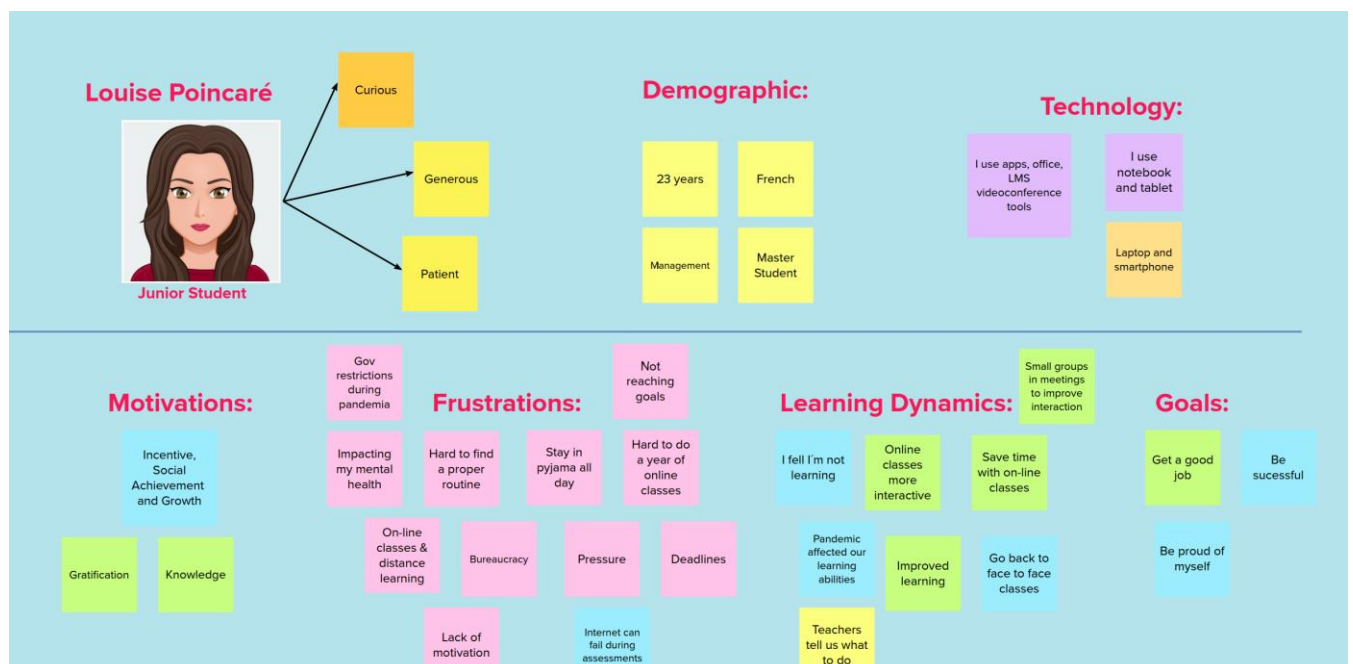 Louise Poincaré
Junior Student
Curious
Generous
Patient
Demographic:
23 years
French
Management
Master
Student
Technology:
I use apps, office,
LMS
videoconference
tools
I use
notebook
and tablet
Laptop and
smartphone
Motivations:
Incentive,
Social
Achievement
and Growth
Gratification
Knowledge
Frustrations:
Gov
restrictions
during
pandemia
Not
reaching
goals
Impacting
my mental
health
Hard to find
a proper
routine
Stay in
pyjama all
day
Hard to do
a year of
online
classes
On-line
classes &
distance
learning
Bureaucracy
Pressure
Deadlines
Lack of
motivation
Internet can
fail during
assessments
Learning Dynamics:
Small groups
in meetings
to improve
interaction
I fell I´m not
learning
Online
classes
more
interactive
Save time
with on-line
classes
Pandemic
affected our
learning
abilities
Improved
learning
Go back to
face to face
classes
Teachers
tell us what
to do
Goals:
Get a good
job
Be
sucessful
Be proud of
myself